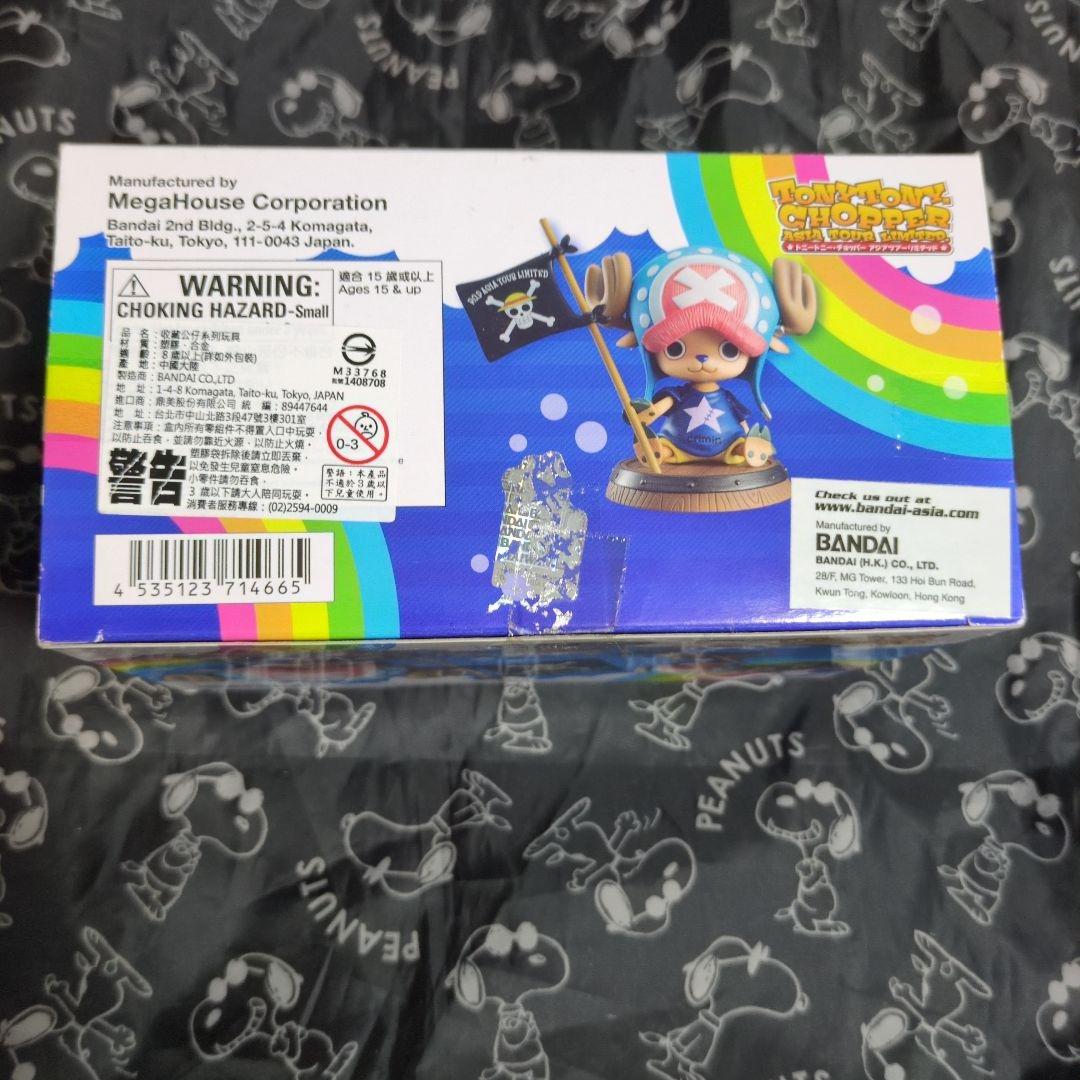 Manufactured by
MegaHouse Corporation
Bandai 2nd Bldg., 2-5-4 Komagata,
Taito-ku, Tokyo, 111-0043 Japan.
TONYTONY.
CHOPPER
ASIA TOUR LIMITED
トニートニー・チョッパー アジアツアーリミテッド
P.O.P ASIA TOUR LIMITED
crimin
WARNING:
CHOKING HAZARD-Small
適合 15 歲或以上
Ages 15 & up
品 名:收藏公仔系列玩具
材 質:塑膠、合金
適 齡:8 歲以上(詳如外包裝)
產 地:中國大陸
製造商:BANDAI CO.,LTD
地 址:1-4-8 Komagata, Taito-ku, Tokyo, JAPAN
進口商:鼎美股份有限公司 統 編:89447644
地 址:台北市中山北路3段47號3樓301室
注意事項:盒內所有零組件不得置入口中玩耍,
以防止吞食,並請勿靠近火源,以防止火燒。
警告
塑膠袋拆除後請立即丟棄,
以免發生兒童窒息危險。
小零件請勿吞食。
3 歲以下請大人陪同玩耍。
消費者服務專線:(02)2594-0009
M33768
1408708
0-3
警語:本產品
不適於3歲以
下兒童使用。
4 535123 714665
BANDAI
Check us out at
www.bandai-asia.com
Manufactured by
BANDAI
BANDAI (H.K.) CO., LTD.
28/F, MG Tower, 133 Hoi Bun Road,
Kwun Tong, Kowloon, Hong Kong
PEANUTS
PEANUTS
PEANUTS